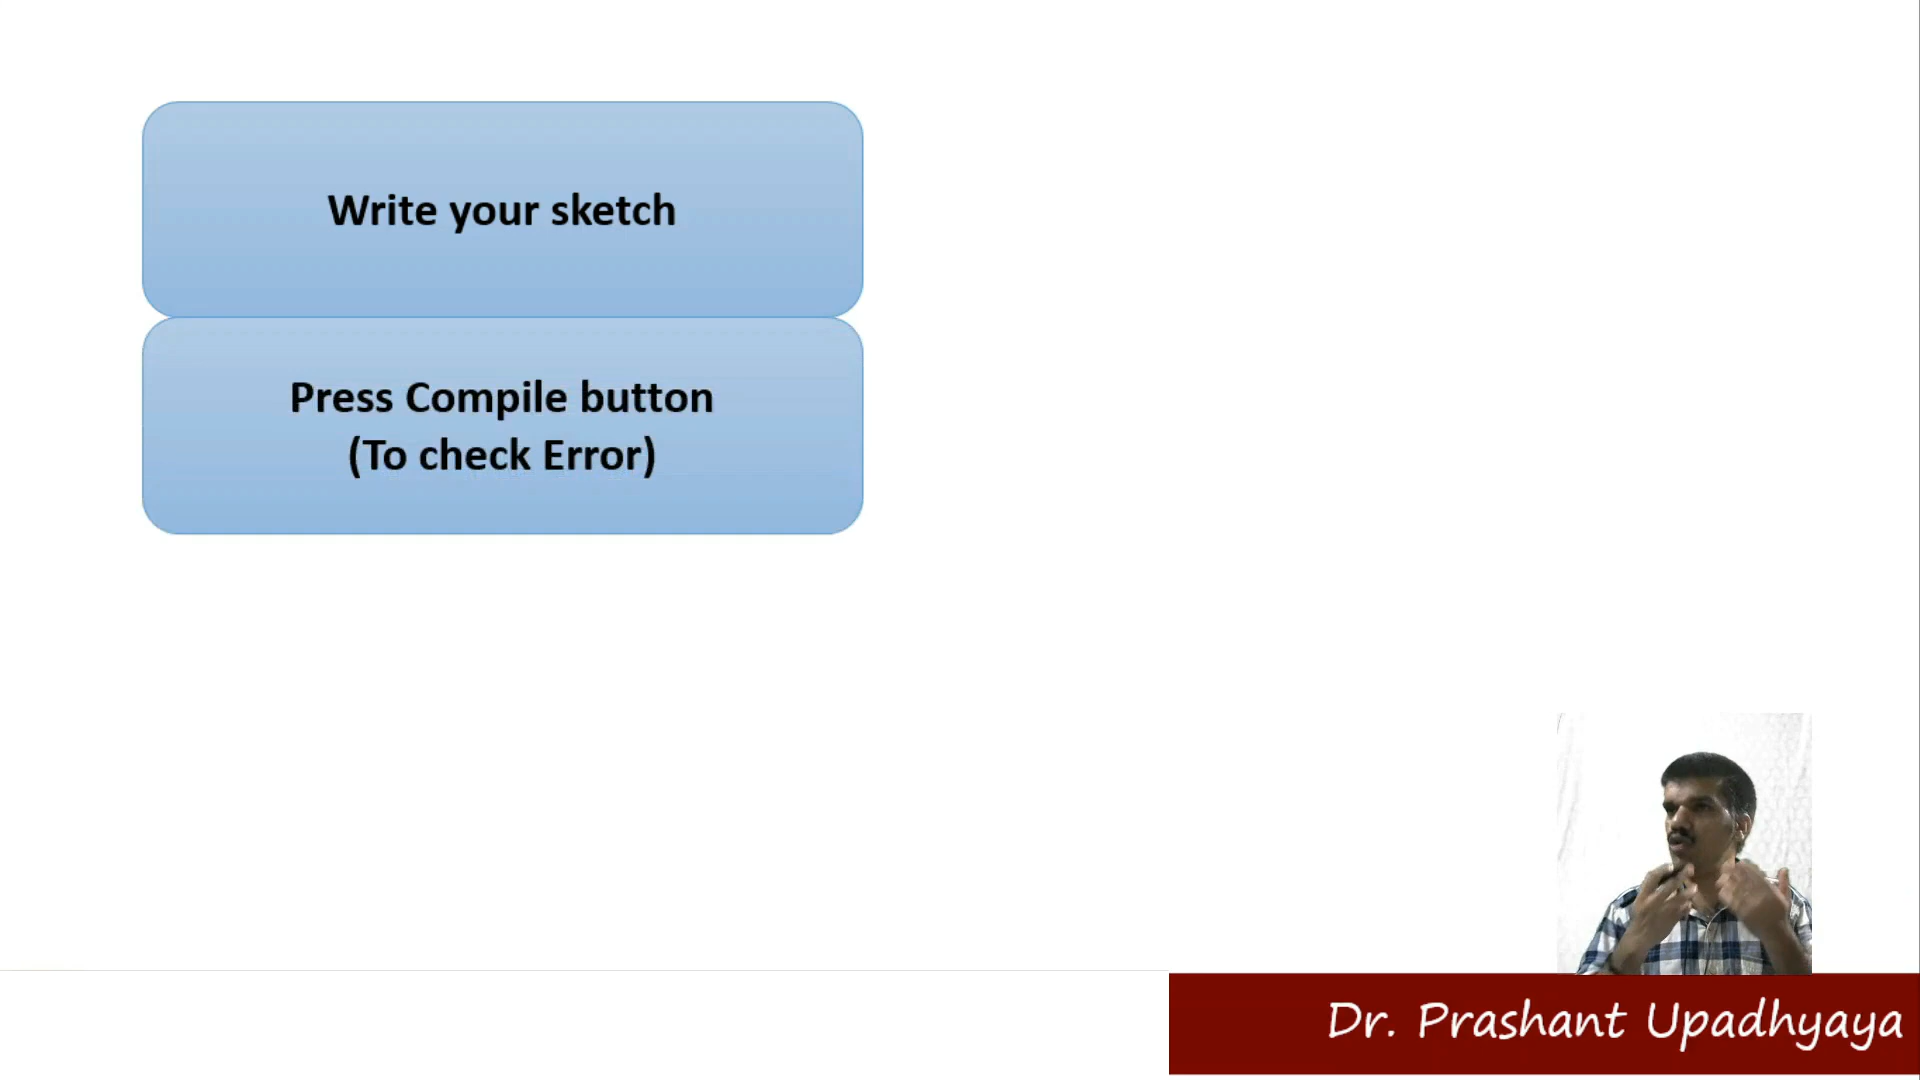 Write your sketch
Press Compile button
(To check Error)
Dr. Prashant Upadhyaya